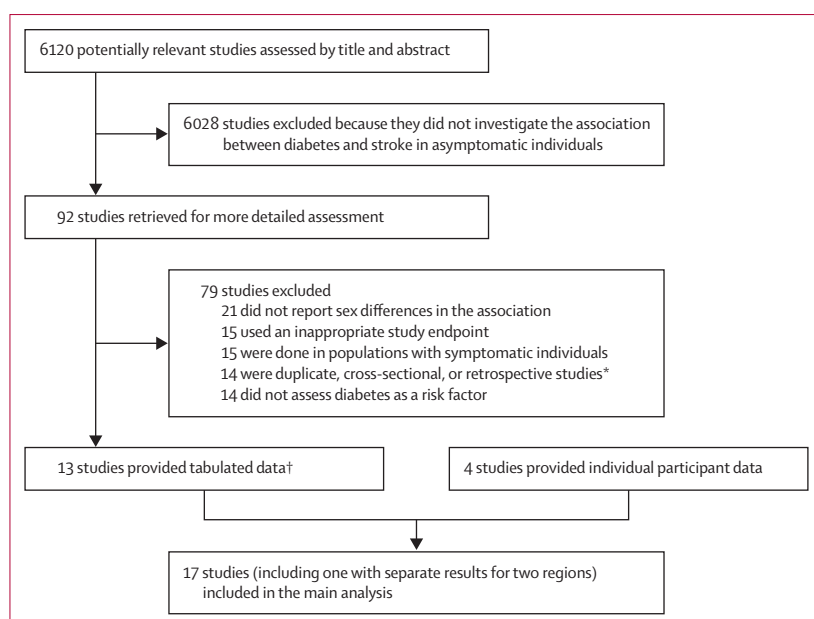 6120 potentially relevant studies assessed by title and abstract
6028 studies excluded because they did not investigate the association
between diabetes and stroke in asymptomatic individuals
92 studies retrieved for more detailed assessment
79 studies excluded
21 did not report sex differences in the association
15 used an inappropriate study endpoint
15 were done in populations with symptomatic individuals
14 were duplicate, cross-sectional, or retrospective studies*
14 did not assess diabetes as a risk factor
13 studies provided tabulated data†
4 studies provided individual participant data
17 studies (including one with separate results for two regions)
included in the main analysis